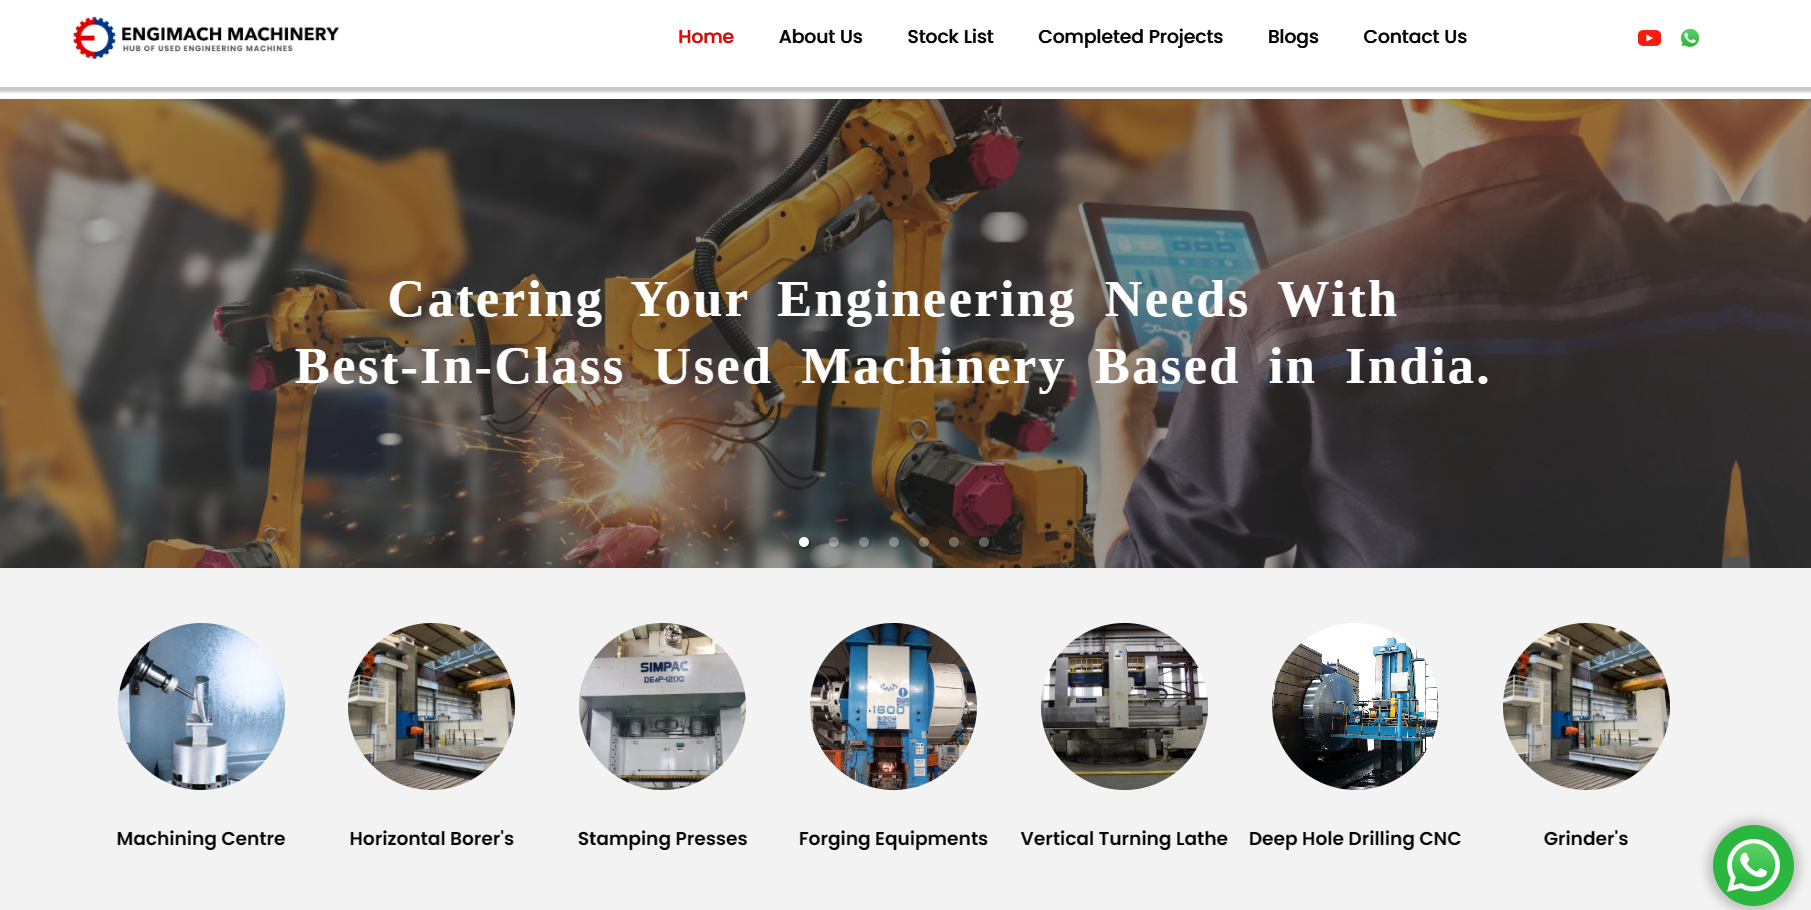 ENGIMACH MACHINERY
HUB OF USED ENGINEERING MACHINES
Home About Us Stock List Completed Projects Blogs Contact Us
Catering Your Engineering Needs With
Best-In-Class Used Machinery Based in India.
SIMPAC
DE4P-1200
1600
Machining Centre
Horizontal Borer's
Stamping Presses
Forging Equipments
Vertical Turning Lathe
Deep Hole Drilling CNC
Grinder's